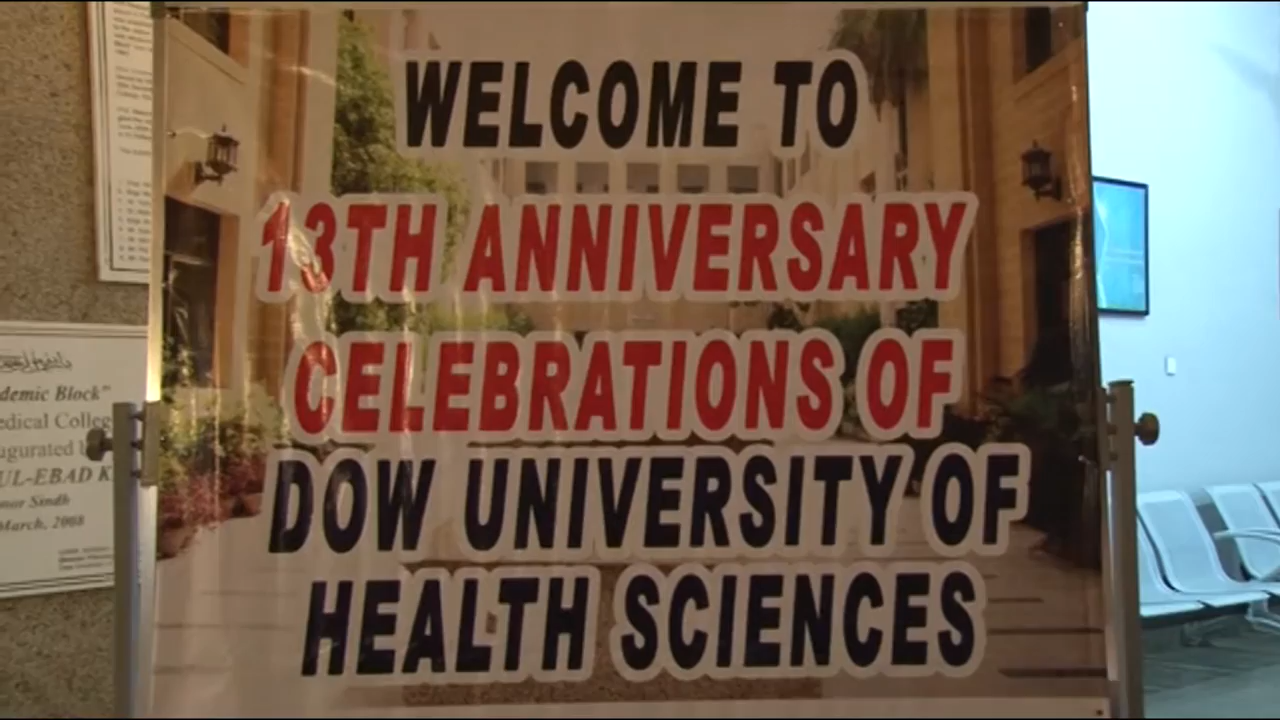 WELCOME TO
13TH ANNIVERSARY
CELEBRATIONS OF
DOW UNIVERSITY OF
HEALTH SCIENCES
demic Block"
edical Colleg
ugurated b
UL-EBAD K
nor Sindh
March, 2008